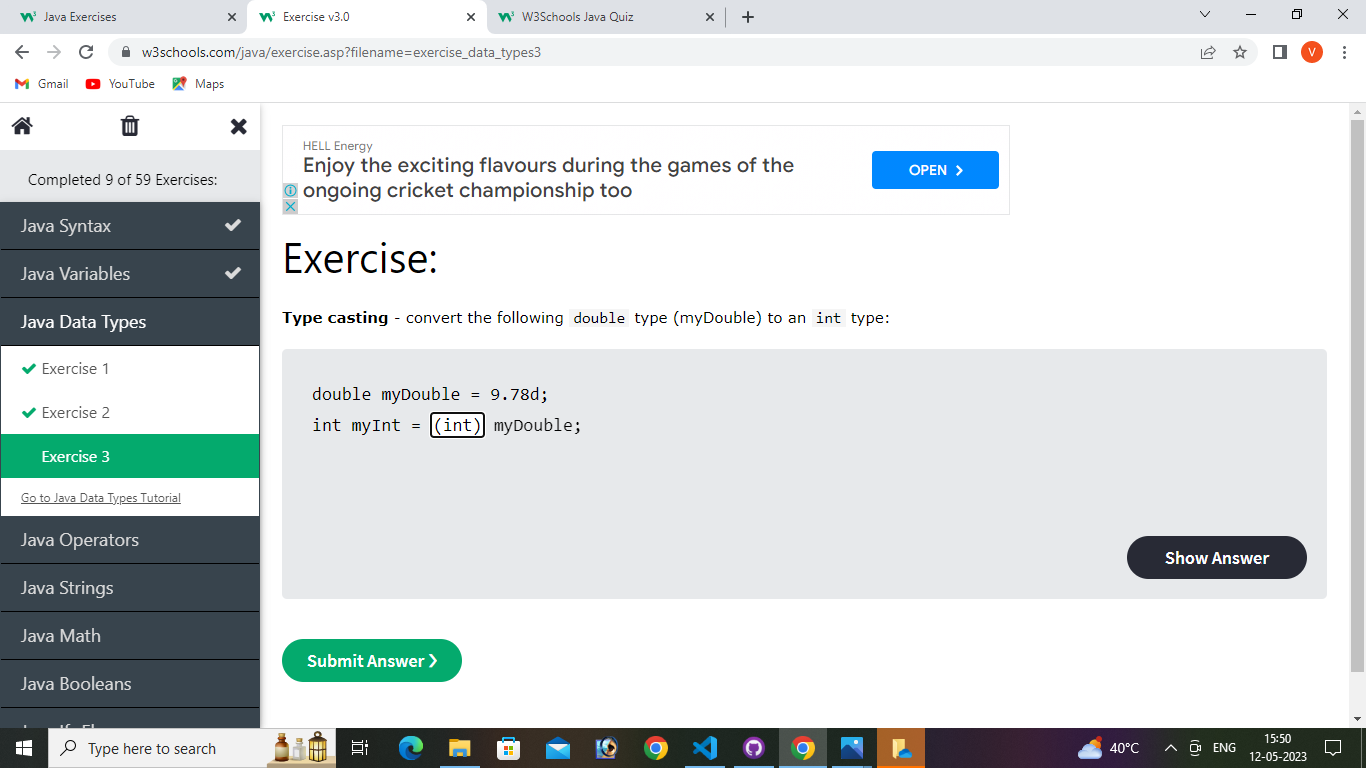 Java Exercises
Exercise v3.0
W3Schools Java Quiz
w3schools.com/java/exercise.asp?filename=exercise_data_types3
V
Gmail
YouTube
Maps
Completed 9 of 59 Exercises:
Java Syntax
Java Variables
Java Data Types
Exercise 1
Exercise 2
Exercise 3
Go to Java Data Types Tutorial
Java Operators
Java Strings
Java Math
Java Booleans
HELL Energy
Enjoy the exciting flavours during the games of the
ongoing cricket championship too
OPEN
Exercise:
Type casting - convert the following double type (myDouble) to an int type:
double myDouble = 9.78d;
int myInt = (int) myDouble;
Show Answer
Submit Answer ❯
Type here to search
40°C
ENG
15:50
12-05-2023